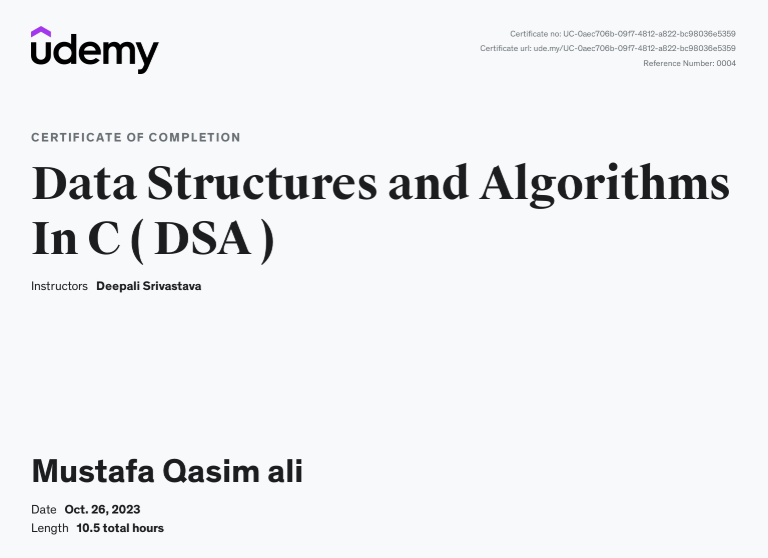 udemy
Certificate no: UC-0aec706b-09f7-4812-a822-bc98036e5359
Certificate url: ude.my/UC-0aec706b-09f7-4812-a822-bc98036e5359
Reference Number: 0004
CERTIFICATE OF COMPLETION
Data Structures and Algorithms
In C ( DSA )
Instructors Deepali Srivastava
Mustafa Qasim ali
Date Oct. 26, 2023
Length 10.5 total hours